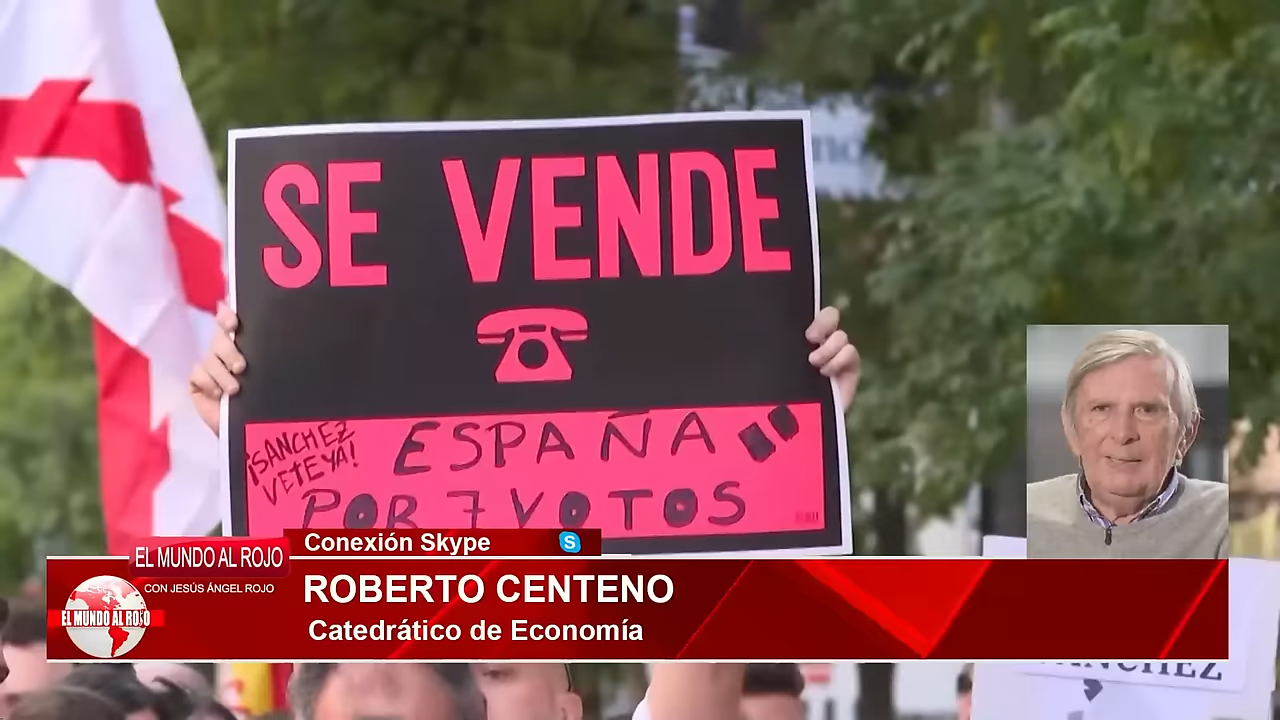 SE VENDE
¡SANCHEZ
VETE YA!
ESPAÑA
POR 7 VOTOS
Conexión Skype
EL MUNDO AL ROJO
CON JESÚS ÁNGEL ROJO
EL MUNDO AL ROJO
ROBERTO CENTENO
Catedrático de Economía
SANCHEZ